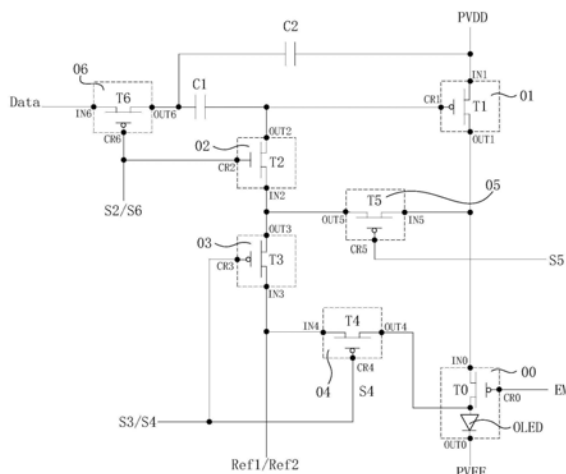 PVDD
C2
06
C1
IN1
01
Data
T6
CR1
T1
IN6
OUT6
OUT2
OUT1
CR6
02
T2
CR2
T5
05
S2/S6
IN2
OUT5
IN5
03
OUT3
CR5
T3
CR3
S5
IN3
T4
IN4
OUT4
IN0
00
04
CR4
T0
EM
S4
CR0
S3/S4
OLED
OUT0
Ref1/Ref2
PVEE